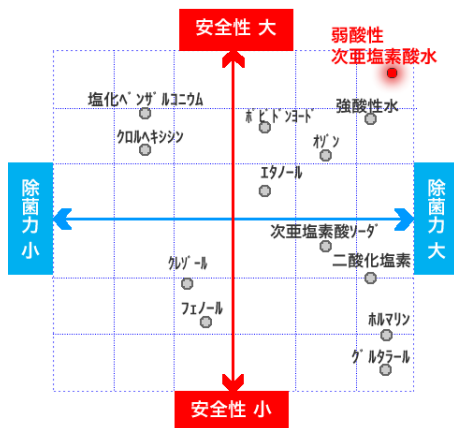 安全性 大
弱酸性
次亜塩素酸水
塩化ﾍﾞﾝｻﾞﾙｺﾆｳﾑ
ﾎﾟﾋﾞﾄﾞﾝﾖｰﾄﾞ
強酸性水
ｸﾛﾙﾍｷｼｼﾞﾝ
ｵｿﾞﾝ
ｴﾀﾉｰﾙ
除菌力 小
除菌力 大
次亜塩素酸ｿｰﾀﾞ
二酸化塩素
ｸﾚｿﾞｰﾙ
ﾌｪﾉｰﾙ
ﾎﾙﾏﾘﾝ
ｸﾞﾙﾀﾗｰﾙ
安全性 小